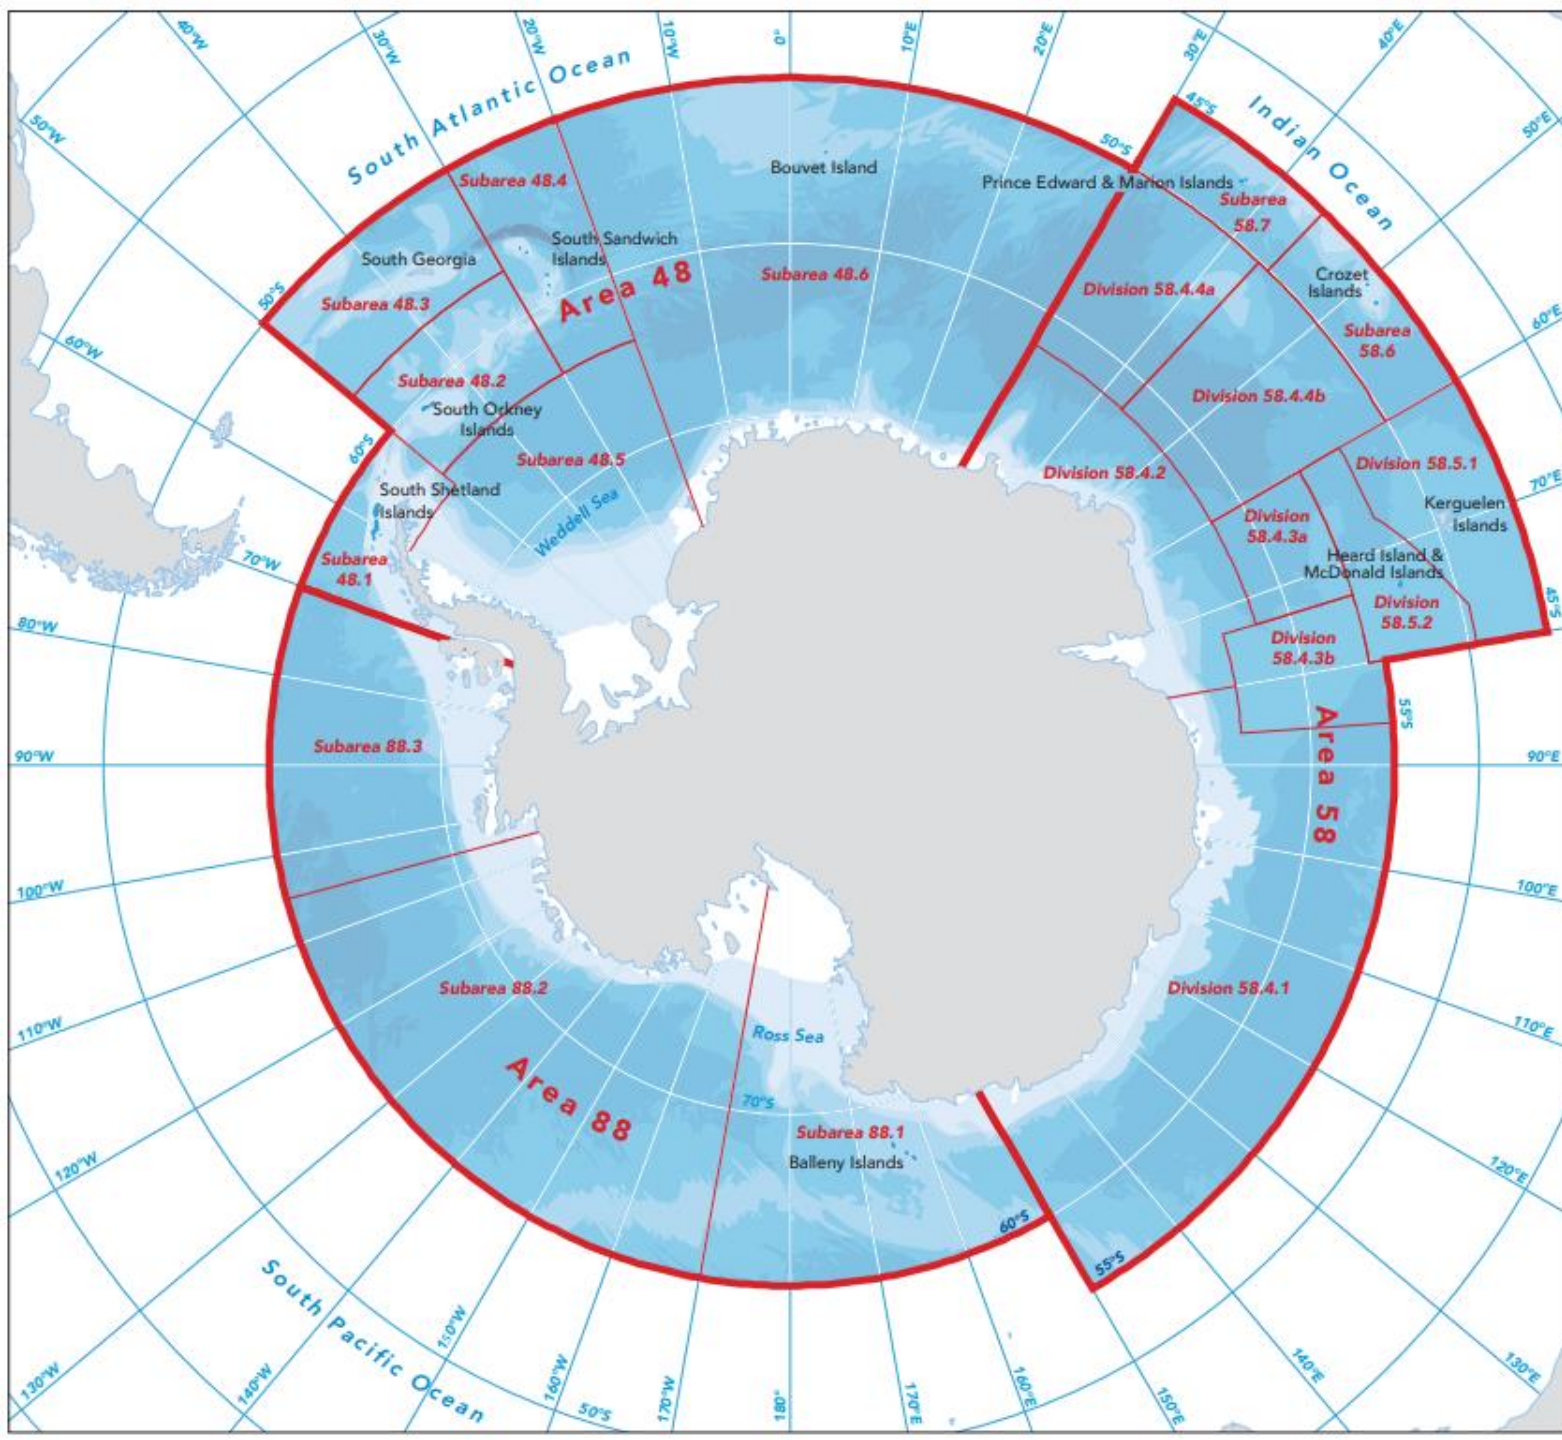 40°W
30°W
20°W
10°W
0°
10°E
20°E
30°E
40°E
South Atlantic Ocean
45°S
Indian Ocean
50°W
50°E
50°S
Bouvet Island
Subarea 48.4
Prince Edward & Marion Islands
Subarea
58.7
South Sandwich
Islands
South Georgia
Area 48
Subarea 48.6
Crozet
Islands
Division 58.4.4a
50°S
Subarea 48.3
60°E
60°W
Subarea
58.6
Subarea 48.2
Division 58.4.4b
South Orkney
Islands
60°S
Subarea 48.5
Division 58.4.2
Division 58.5.1
70°E
South Shetland
Islands
Weddell Sea
Kerguelen
Islands
Division
58.4.3a
70°W
Subarea
48.1
Heard Island &
McDonald Islands
45°S
Division
58.5.2
80°W
Division
58.4.3b
55°S
Subarea 88.3
90°W
Area 58
90°E
100°W
100°E
Subarea 88.2
Division 58.4.1
110°W
110°E
Ross Sea
Area 88
70°S
Subarea 88.1
Balleny Islands
120°W
120°E
60°S
55°S
South Pacific Ocean
130°W
140°W
150°W
160°W
50°S
170°W
180°
170°E
160°E
150°E
140°E
130°E